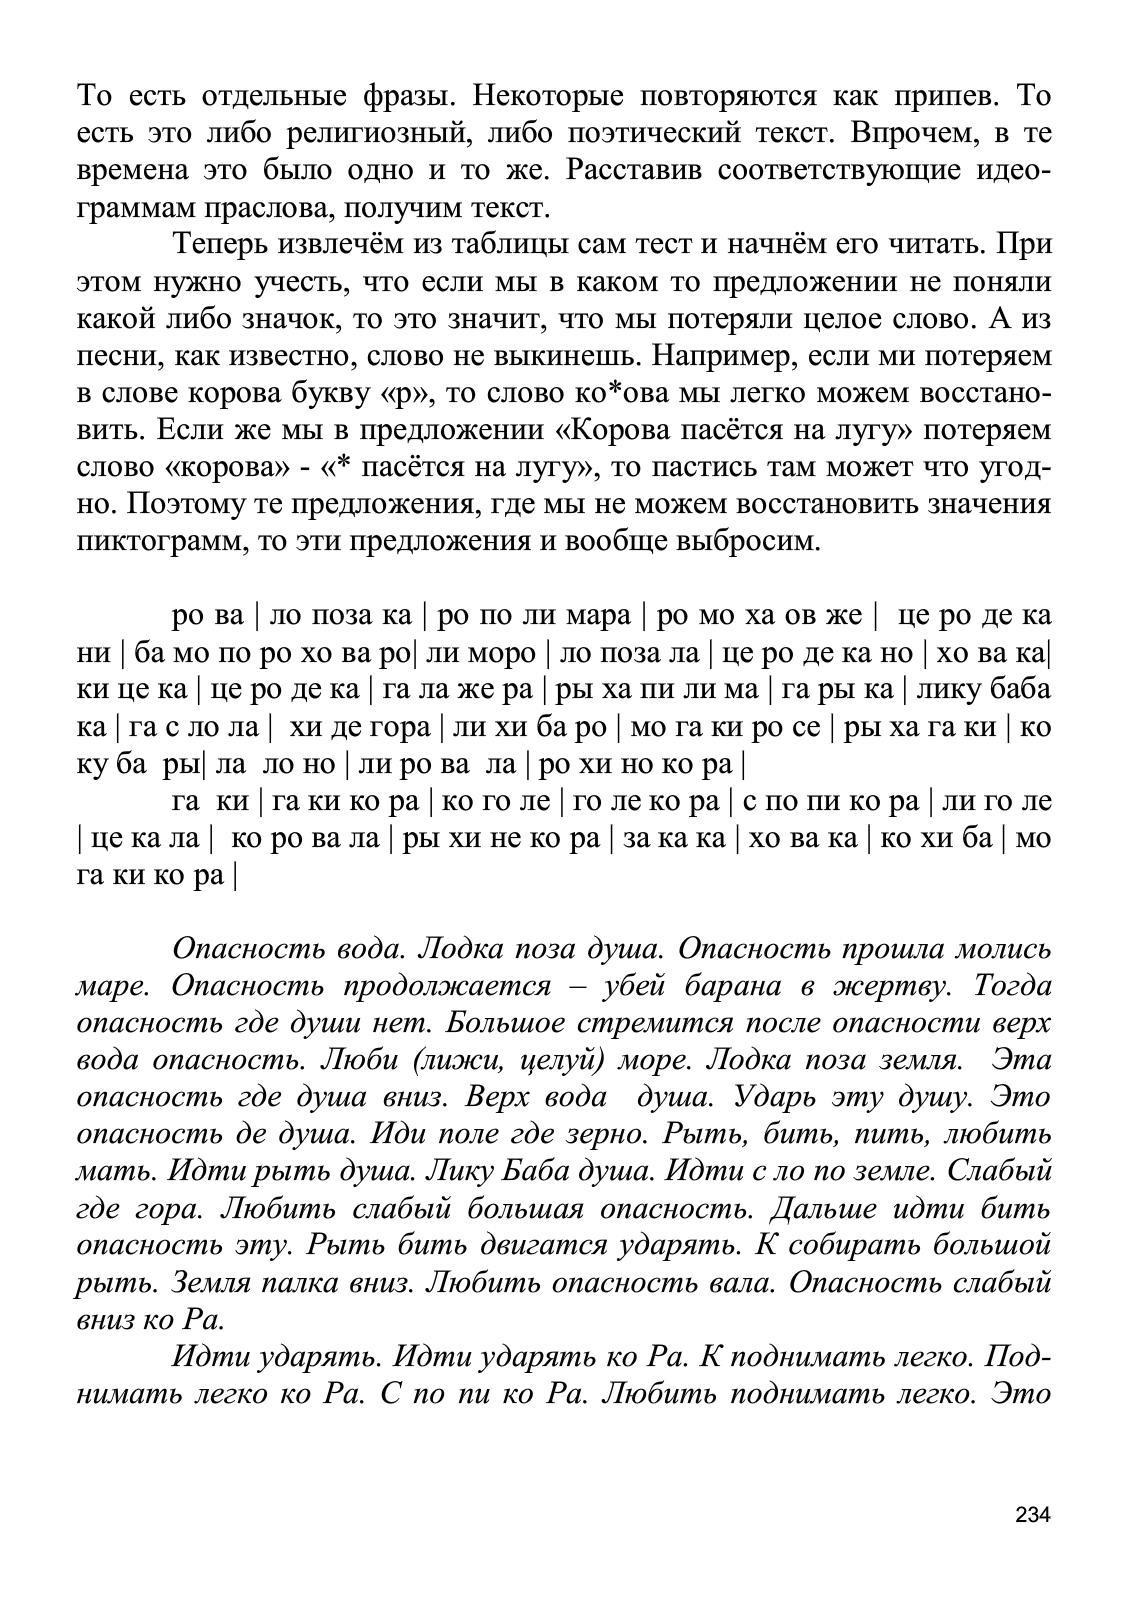 То есть отдельные фразы. Некоторые повторяются как припев. То
есть это либо религиозный, либо поэтический текст. Впрочем, в те
времена это было одно и то же. Расставив соответствующие идео-
граммам праслова, получим текст.
Теперь извлечём из таблицы сам тест и начнём его читать. При
этом нужно учесть, что если мы в каком то предложении не поняли
какой либо значок, то это значит, что мы потеряли целое слово. А из
песни, как известно, слово не выкинешь. Например, если ми потеряем
в слове корова букву «р», то слово ко*ова мы легко можем восстано-
вить. Если же мы в предложении «Корова пасётся на лугу» потеряем
слово «корова» - «* пасётся на лугу», то пастись там может что угод-
но. Поэтому те предложения, где мы не можем восстановить значения
пиктограмм, то эти предложения и вообще выбросим.
ро ва | ло поза ка | ро по ли мара | ро мо ха ов же | це ро де ка
ни | ба мо по ро хо ва ро| ли моро | ло поза ла | це ро де ка но | хо ва ка|
ки це ка | це ро де ка | га ла же ра | ры ха пи ли ма | га ры ка | лику баба
ка | га с ло ла | хи де гора | ли хи ба ро | мо га ки ро се | ры ха га ки | ко
ку ба ры| ла ло но | ли ро ва ла | ро хи но ко ра |
га ки | га ки ко ра | ко го ле | го ле ко ра | с по пи ко ра | ли го ле
| це ка ла | ко ро ва ла | ры хи не ко ра | за ка ка | хо ва ка | ко хи ба | мо
га ки ко ра |
Опасность вода. Лодка поза душа. Опасность прошла молись
маре. Опасность продолжается – убей барана в жертву. Тогда
опасность где души нет. Большое стремится после опасности верх
вода опасность. Люби (лижи, целуй) море. Лодка поза земля. Эта
опасность где душа вниз. Верх вода душа. Ударь эту душу. Это
опасность де душа. Иди поле где зерно. Рыть, бить, пить, любить
мать. Идти рыть душа. Лику Баба душа. Идти с ло по земле. Слабый
где гора. Любить слабый большая опасность. Дальше идти бить
опасность эту. Рыть бить двигатся ударять. К собирать большой
рыть. Земля палка вниз. Любить опасность вала. Опасность слабый
вниз ко Ра.
Идти ударять. Идти ударять ко Ра. К поднимать легко. Под-
нимать легко ко Ра. С по пи ко Ра. Любить поднимать легко. Это
234